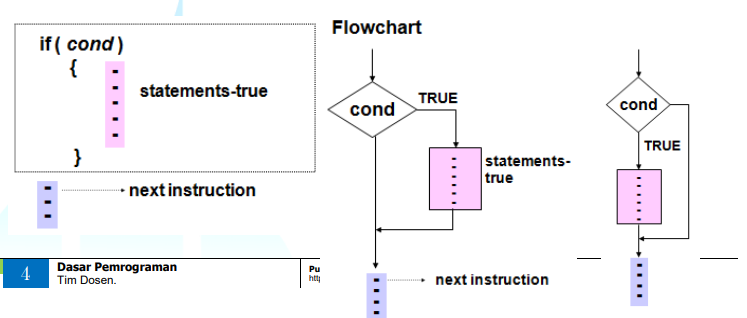 if ( cond )
{
statements-true
}
next instruction
4
Dasar Pemrograman
Tim Dosen.
Flowchart
cond
TRUE
statements-
true
next instruction
cond
TRUE